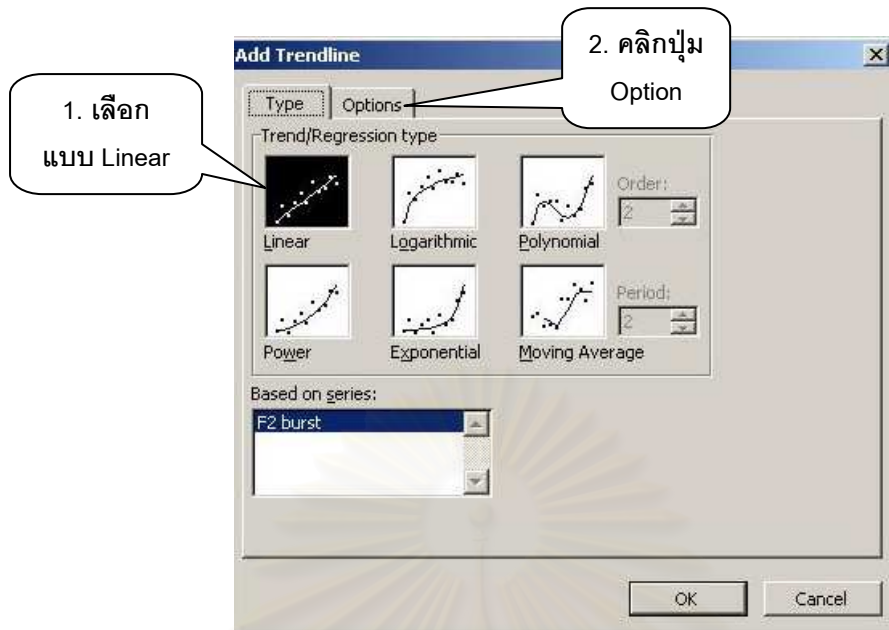 2. คลิกปุ่ม
Option
Add Trendline
1. เลือก
แบบ Linear
Type
Options
Trend/Regression type
Order:
2
Linear
Logarithmic
Polynomial
Period:
2
Power
Exponential
Moving Average
Based on series:
F2 burst
OK
Cancel